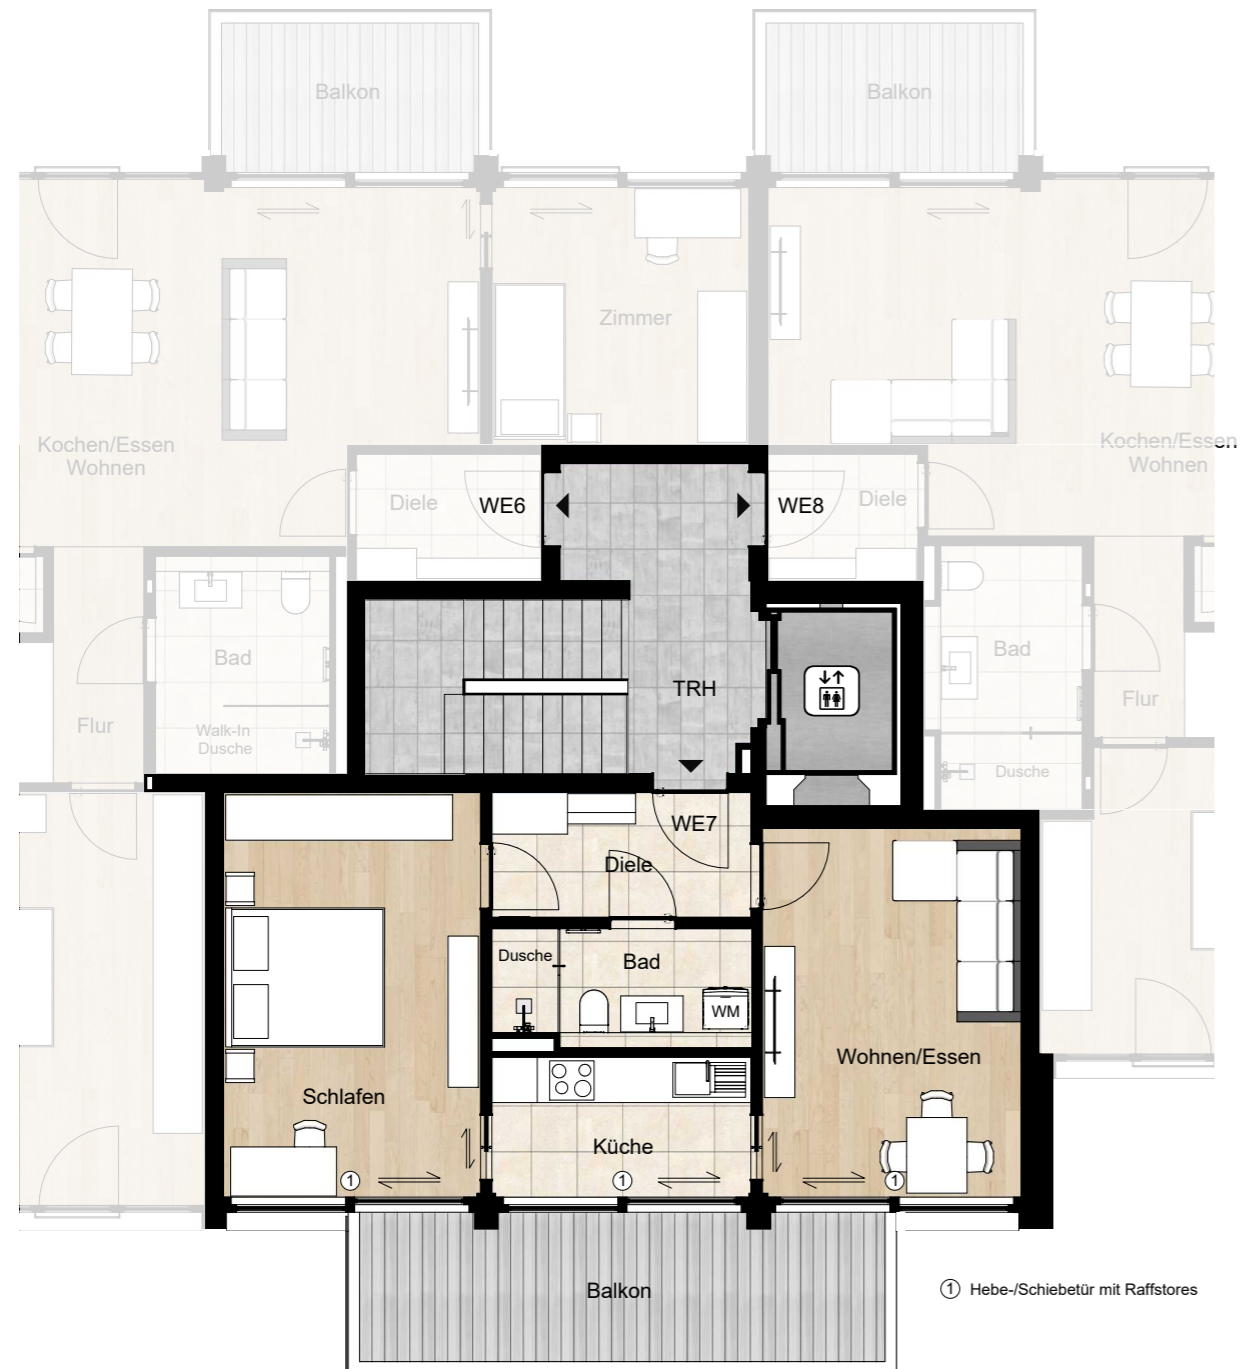 Balkon
Balkon
Zimmer
Kochen/Essen
Wohnen
Kochen/Essen
Wohnen
Diele
WE6
WE8
Diele
Bad
Walk-In
Dusche
Flur
TRH
Bad
Flur
Dusche
WE7
Diele
Dusche
Bad
WM
Wohnen/Essen
Schlafen
Küche
1
1
1
Balkon
1 Hebe-/Schiebetür mit Raffstores